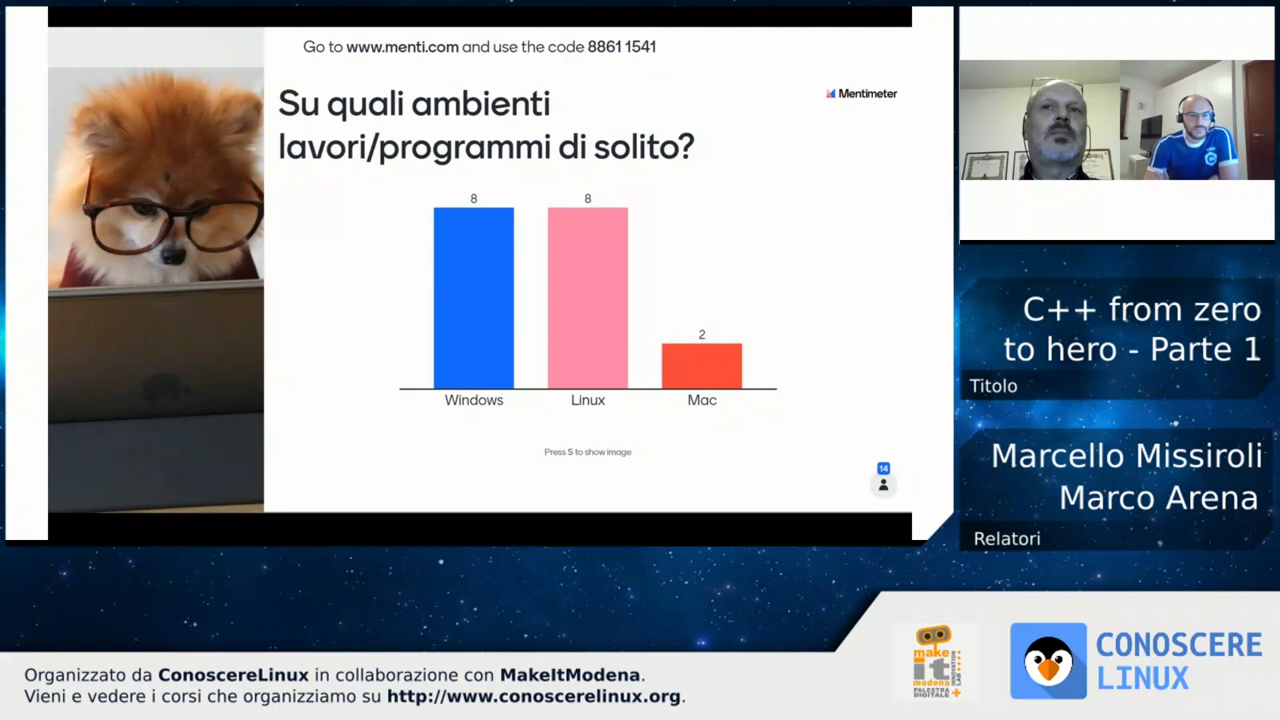 Go to www.menti.com and use the code 8861 1541
Su quali ambienti
lavori/programmi di solito?
Mentimeter
8
8
2
Windows
Linux
Mac
Press S to show image
14
C++ from zero
to hero - Parte 1
Titolo
Marcello Missiroli
Marco Arena
Relatori
Organizzato da ConoscereLinux in collaborazione con MakeItModena.
Vieni e vedere i corsi che organizziamo su http://www.conoscerelinux.org.
make
it
modena
PALESTRA
DIGITALE
INNOVATION
LAB
CONOSCERE
LINUX